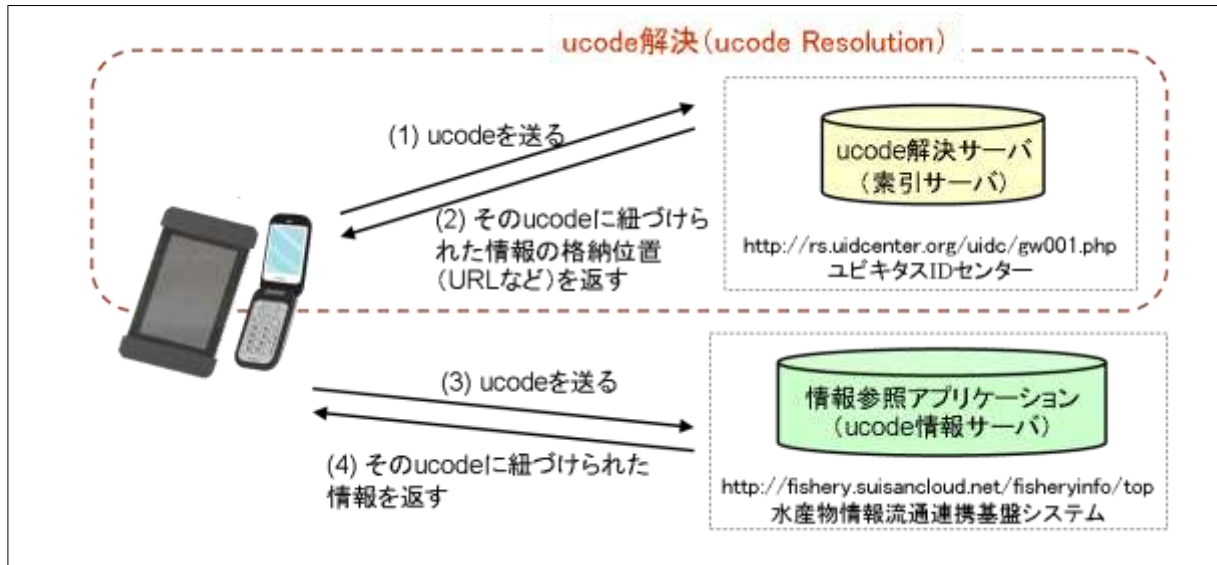 ucode解決(ucode Resolution)
(1) ucodeを送る
ucode解決サーバ
(索引サーバ)
(2) そのucodeに紐づけら
れた情報の格納位置
(URLなど)を返す
http://rs.uidcenter.org/uidc/gw001.php
ユビキタスIDセンター
(3) ucodeを送る
情報参照アプリケーション
(ucode情報サーバ)
(4) そのucodeに紐づけられた
情報を返す
http://fishery.suisancloud.net/fisheryinfo/top
水産物情報流通連携基盤システム